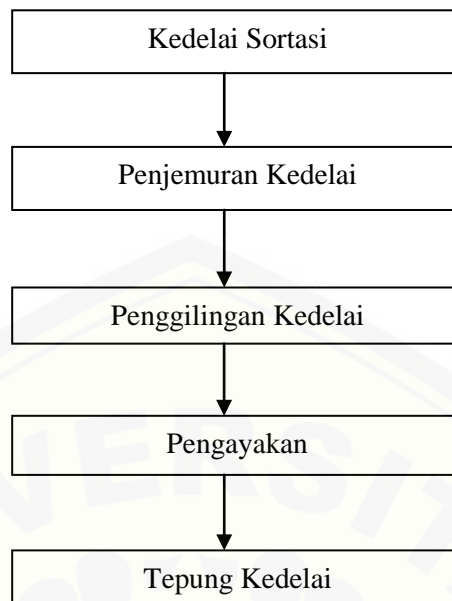 Kedelai Sortasi
Penjemuran Kedelai
Penggilingan Kedelai
Pengayakan
Tepung Kedelai